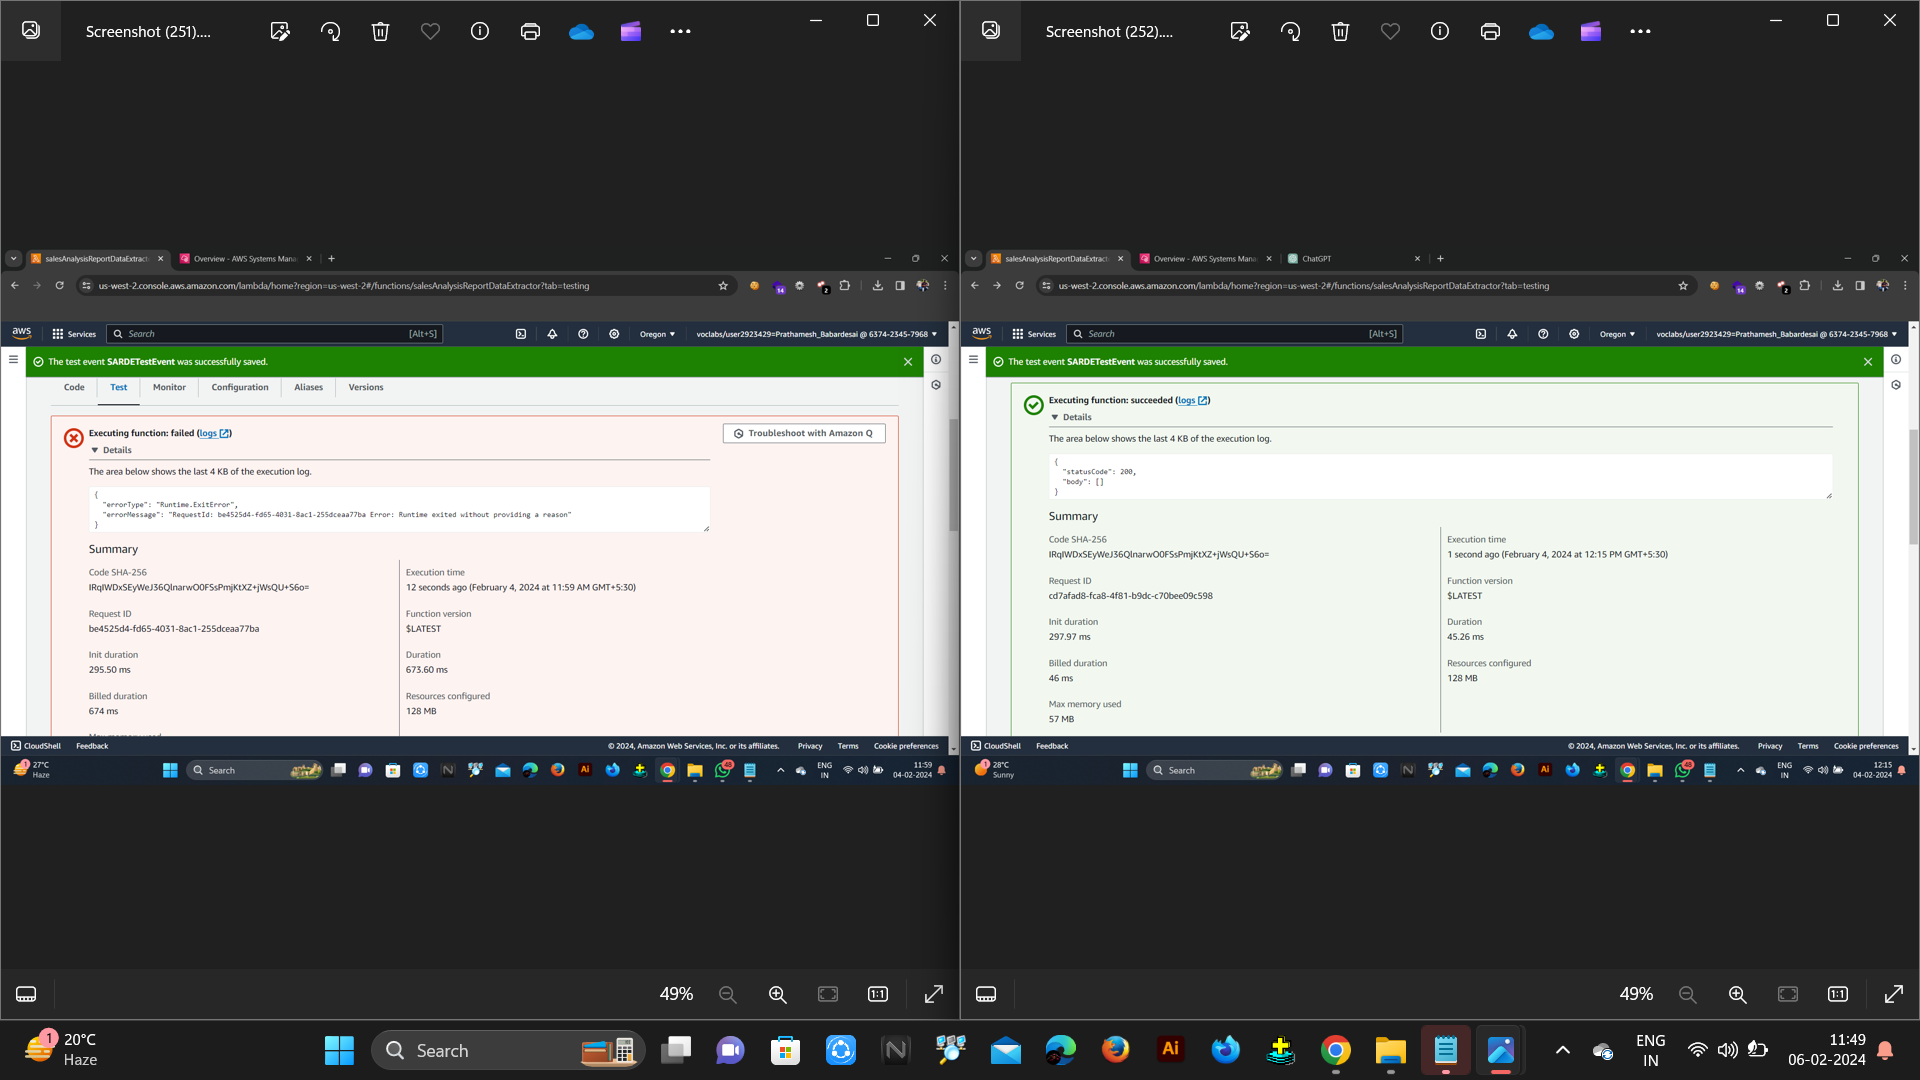 Screenshot (251)....
salesAnalysisReportDataExtract
Overview - AWS Systems Mana
us-west-2.console.aws.amazon.com/lambda/home?region=us-west-2#/functions/salesAnalysisReportDataExtractor?tab=testing
14
2
aws
Services
Search
[Alt+S]
Oregon
voclabs/user2923429=Prathamesh_Babardesai @ 6374-2345-7968
The test event SARDETestEvent was successfully saved.
Code
Test
Monitor
Configuration
Aliases
Versions
Executing function: failed (logs)
Troubleshoot with Amazon Q
Details
The area below shows the last 4 KB of the execution log.
{
"errorType": "Runtime.ExitError",
"errorMessage": "RequestId: be4525d4-fd65-4031-8ac1-255dceaa77ba Error: Runtime exited without providing a reason"
}
Summary
Code SHA-256
IRqIWDxSEyWeJ36QlnarwO0FSsPmjKtXZ+jWsQU+S6o=
Execution time
12 seconds ago (February 4, 2024 at 11:59 AM GMT+5:30)
Request ID
be4525d4-fd65-4031-8ac1-255dceaa77ba
Function version
$LATEST
Init duration
295.50 ms
Duration
673.60 ms
Billed duration
674 ms
Resources configured
128 MB
CloudShell
Feedback
© 2024, Amazon Web Services, Inc. or its affiliates.
Privacy
Terms
Cookie preferences
1
27°C
Haze
Search
Ai
48
ENG
IN
11:59
04-02-2024
49%
1:1
Screenshot (252)....
salesAnalysisReportDataExtract
Overview - AWS Systems Mana
ChatGPT
us-west-2.console.aws.amazon.com/lambda/home?region=us-west-2#/functions/salesAnalysisReportDataExtractor?tab=testing
14
2
aws
Services
Search
[Alt+S]
Oregon
voclabs/user2923429=Prathamesh_Babardesai @ 6374-2345-7968
The test event SARDETestEvent was successfully saved.
Executing function: succeeded (logs)
Details
The area below shows the last 4 KB of the execution log.
{
"statusCode": 200,
"body": []
}
Summary
Code SHA-256
IRqIWDxSEyWeJ36QlnarwO0FSsPmjKtXZ+jWsQU+S6o=
Execution time
1 second ago (February 4, 2024 at 12:15 PM GMT+5:30)
Request ID
cd7afad8-fca8-4f81-b9dc-c70bee09c598
Function version
$LATEST
Init duration
297.97 ms
Duration
45.26 ms
Billed duration
46 ms
Resources configured
128 MB
Max memory used
57 MB
CloudShell
Feedback
© 2024, Amazon Web Services, Inc. or its affiliates.
Privacy
Terms
Cookie preferences
1
28°C
Sunny
Search
Ai
48
ENG
IN
12:15
04-02-2024
49%
1:1
1
20°C
Haze
Search
Ai
ENG
IN
11:49
06-02-2024